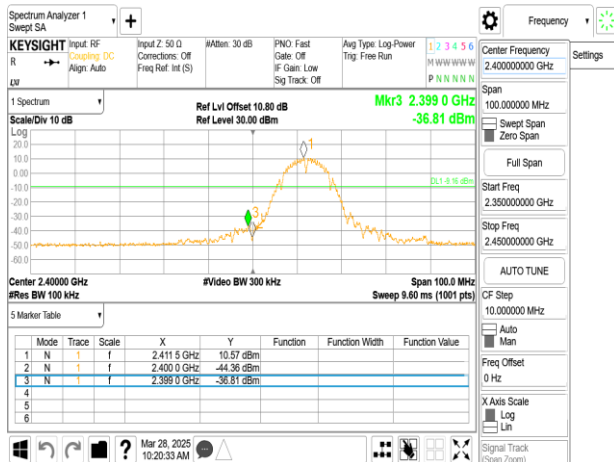 Spectrum Analyzer 1
Swept SA
Frequency
KEYSIGHT
R
Input: RF
Coupling: DC
Align: Auto
Input Z: 50 Ω
Corrections: Off
Freq Ref: Int (S)
#Atten: 30 dB
PNO: Fast
Gate: Off
IF Gain: Low
Sig Track: Off
Avg Type: Log-Power
Trig: Free Run
1 2 3 4 5 6
M W W W W W
P N N N N N
1 Spectrum
Scale/Div 10 dB
Ref Lvl Offset 10.80 dB
Ref Level 30.00 dBm
Mkr3 2.399 0 GHz
-36.81 dBm
Log
20.0
10.0
0.00
-10.0
-20.0
-30.0
-40.0
-50.0
-60.0
1
2
3
DL1 -9.16 dBm
Center 2.40000 GHz
#Res BW 100 kHz
#Video BW 300 kHz
Span 100.0 MHz
Sweep 9.60 ms (1001 pts)
5 Marker Table
Mode Trace Scale X Y Function Function Width Function Value
1 N 1 f 2.411 5 GHz 10.57 dBm
2 N 1 f 2.400 0 GHz -44.36 dBm
3 N 1 f 2.399 0 GHz -36.81 dBm
4
5
6
Mar 28, 2025
10:20:33 AM
Center Frequency
2.400000000 GHz
Settings
Span
100.000000 MHz
Swept Span
Zero Span
Full Span
Start Freq
2.350000000 GHz
Stop Freq
2.450000000 GHz
AUTO TUNE
CF Step
10.000000 MHz
Auto
Man
Freq Offset
0 Hz
X Axis Scale
Log
Lin
Signal Track
(Span Zoom)